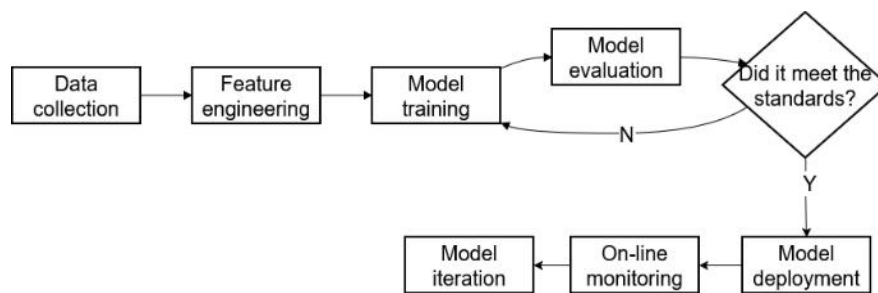 Data
collection
Feature
engineering
Model
training
Model
evaluation
Did it meet the
standards?
N
Y
Model
deployment
On-line
monitoring
Model
iteration